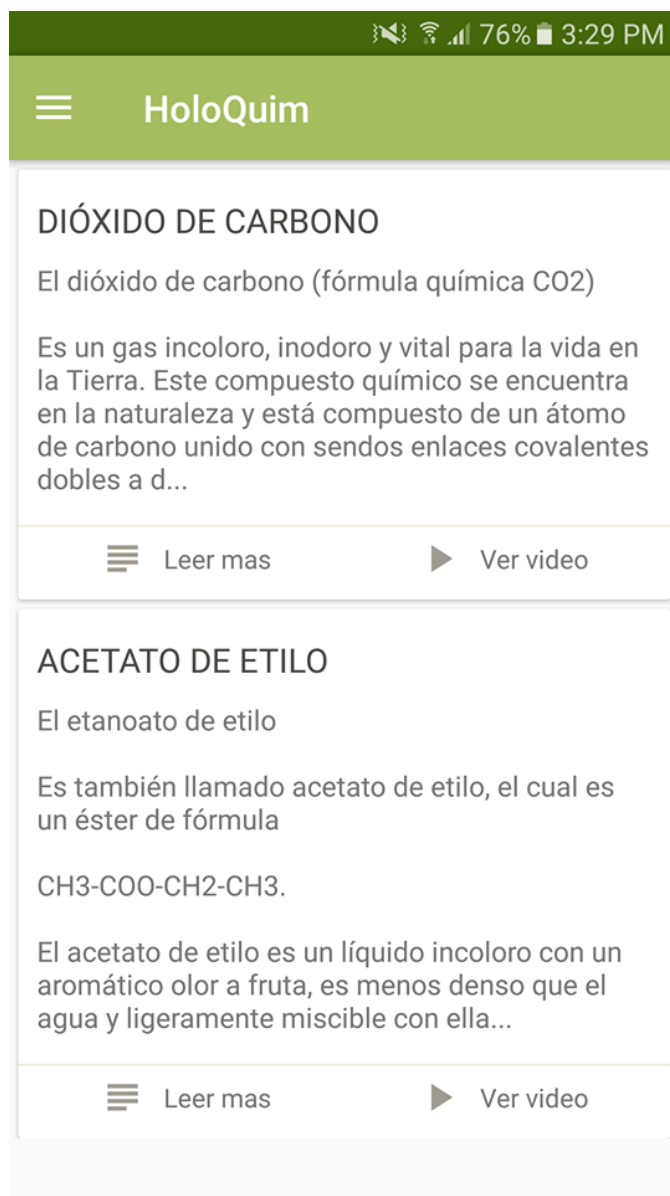 76% 3:29 PM
HoloQuim
DIÓXIDO DE CARBONO
El dióxido de carbono (fórmula química CO2)
Es un gas incoloro, inodoro y vital para la vida en
la Tierra. Este compuesto químico se encuentra
en la naturaleza y está compuesto de un átomo
de carbono unido con sendos enlaces covalentes
dobles a d...
Leer mas Ver video
ACETATO DE ETILO
El etanoato de etilo
Es también llamado acetato de etilo, el cual es
un éster de fórmula
CH3-COO-CH2-CH3.
El acetato de etilo es un líquido incoloro con un
aromático olor a fruta, es menos denso que el
agua y ligeramente miscible con ella...
Leer mas Ver video